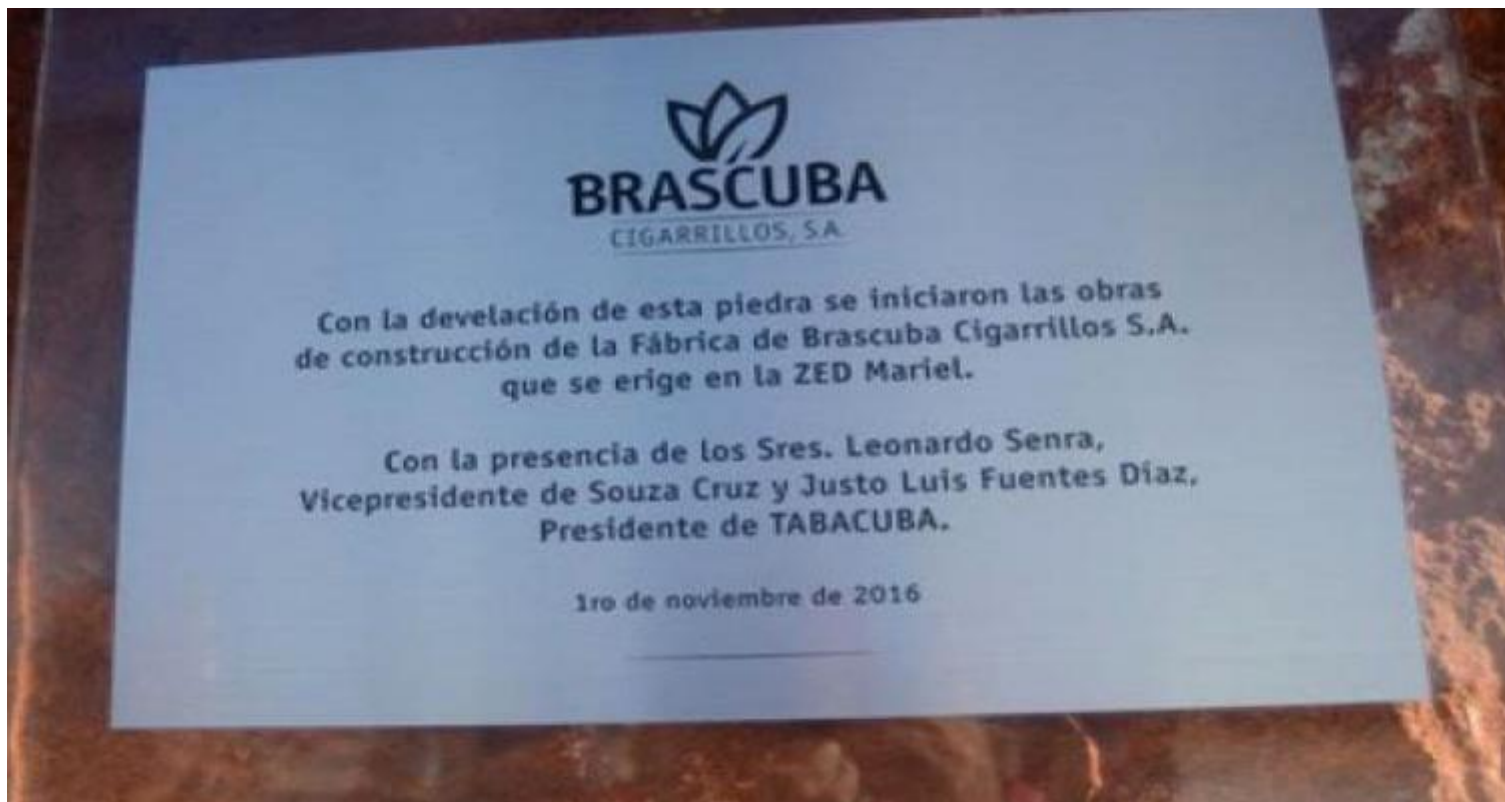 BRASCUBA
CIGARRILLOS, S.A.
Con la develación de esta piedra se iniciaron las obras
de construcción de la Fábrica de Brascuba Cigarrillos S.A.
que se erige en la ZED Mariel.
Con la presencia de los Sres. Leonardo Senra,
Vicepresidente de Souza Cruz y Justo Luis Fuentes Díaz,
Presidente de TABACUBA.
1ro de noviembre de 2016